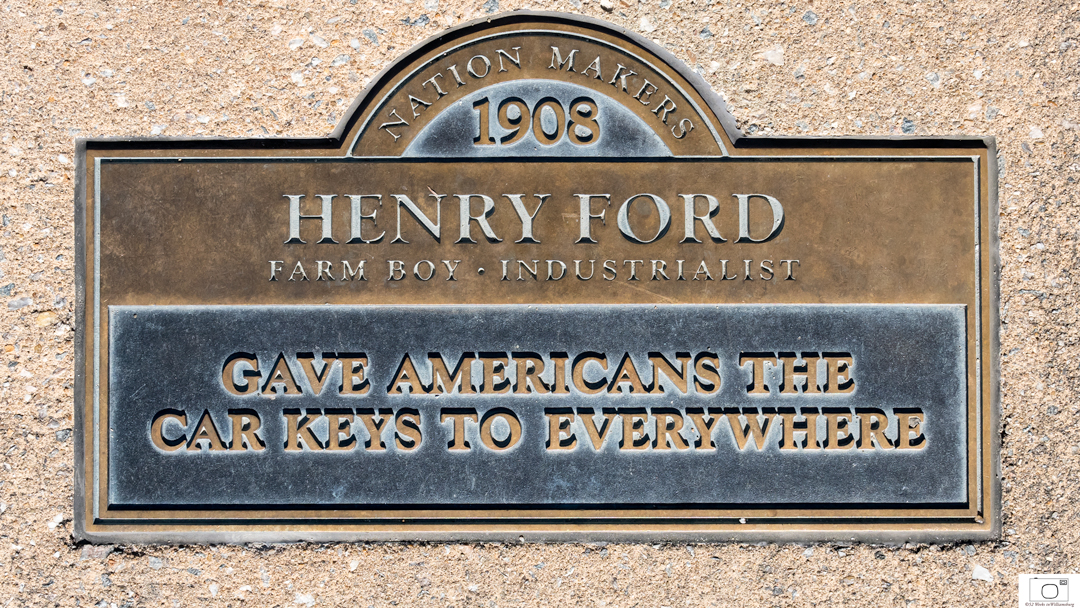 NATION MAKERS
1908
HENRY FORD
FARM BOY · INDUSTRIALIST
GAVE AMERICANS THE
CAR KEYS TO EVERYWHERE